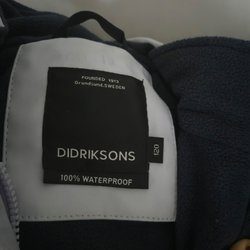 FOUNDED 1913
Grundsund, SWEDEN
DIDRIKSONS
120
100% WATERPROOF